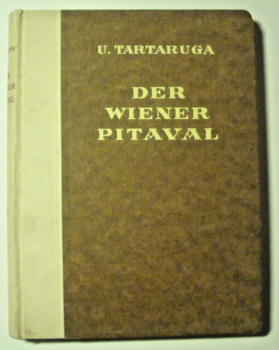 U. TARTARUGA
DER
WIENER
PITAVAL